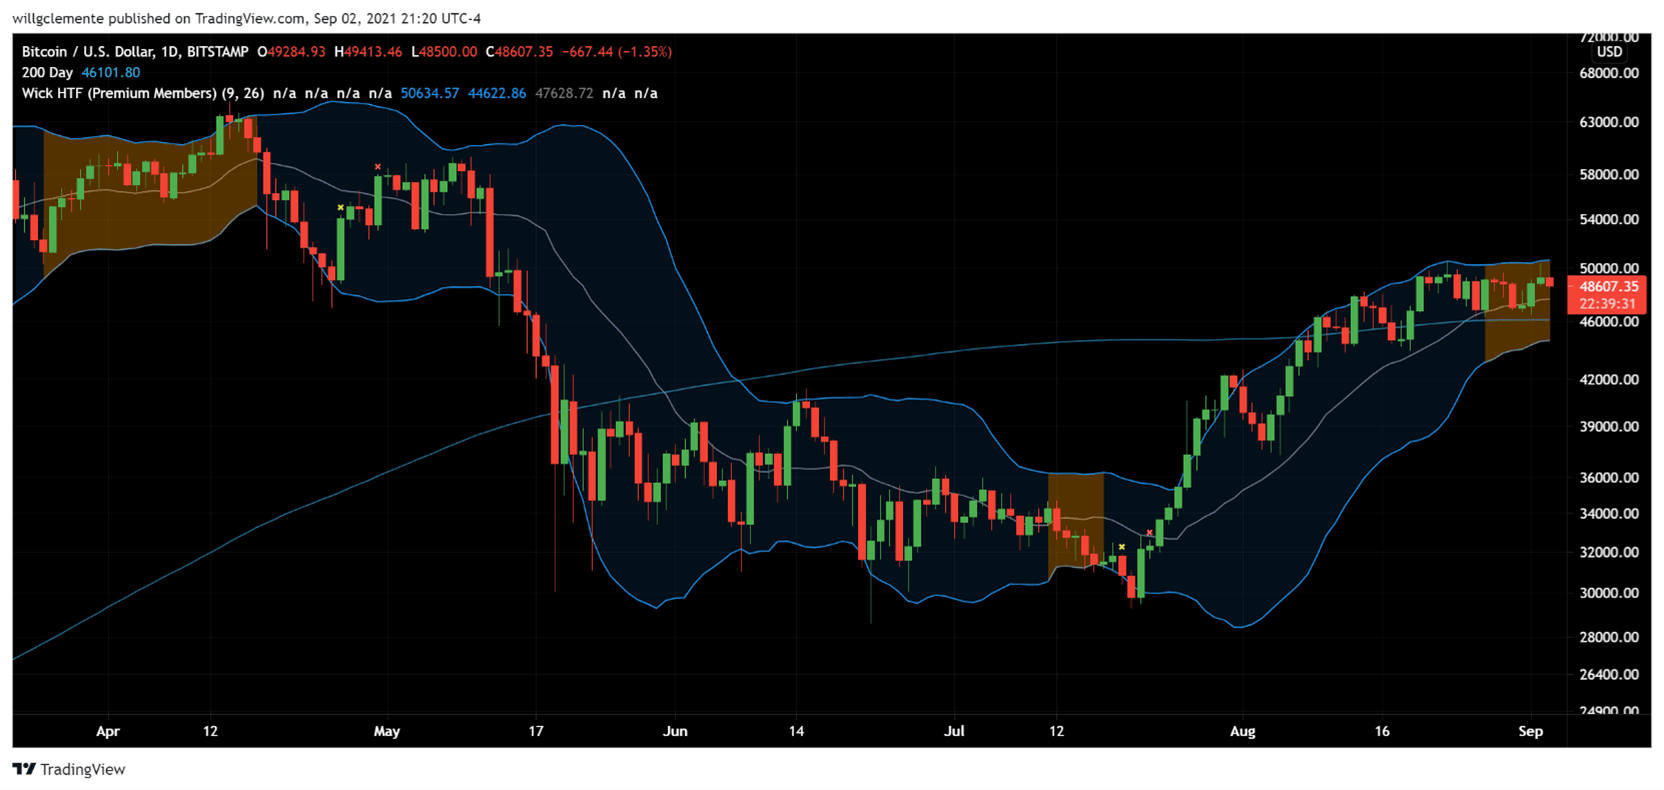 willgclemente published on TradingView.com, Sep 02, 2021 21:20 UTC-4
Bitcoin / U.S. Dollar, 1D, BITSTAMP O49284.93 H49413.46 L48500.00 C48607.35 −667.44 (−1.35%)
200 Day 46101.80
Wick HTF (Premium Members) (9, 26) n/a n/a n/a n/a 50634.57 44622.86 47628.72 n/a n/a
72000.00
USD
68000.00
63000.00
58000.00
54000.00
50000.00
48607.35
22:39:31
46000.00
42000.00
39000.00
36000.00
34000.00
32000.00
30000.00
28000.00
26400.00
24900.00
Apr 12 May 17 Jun 14 Jul 12 Aug 16 Sep
TradingView